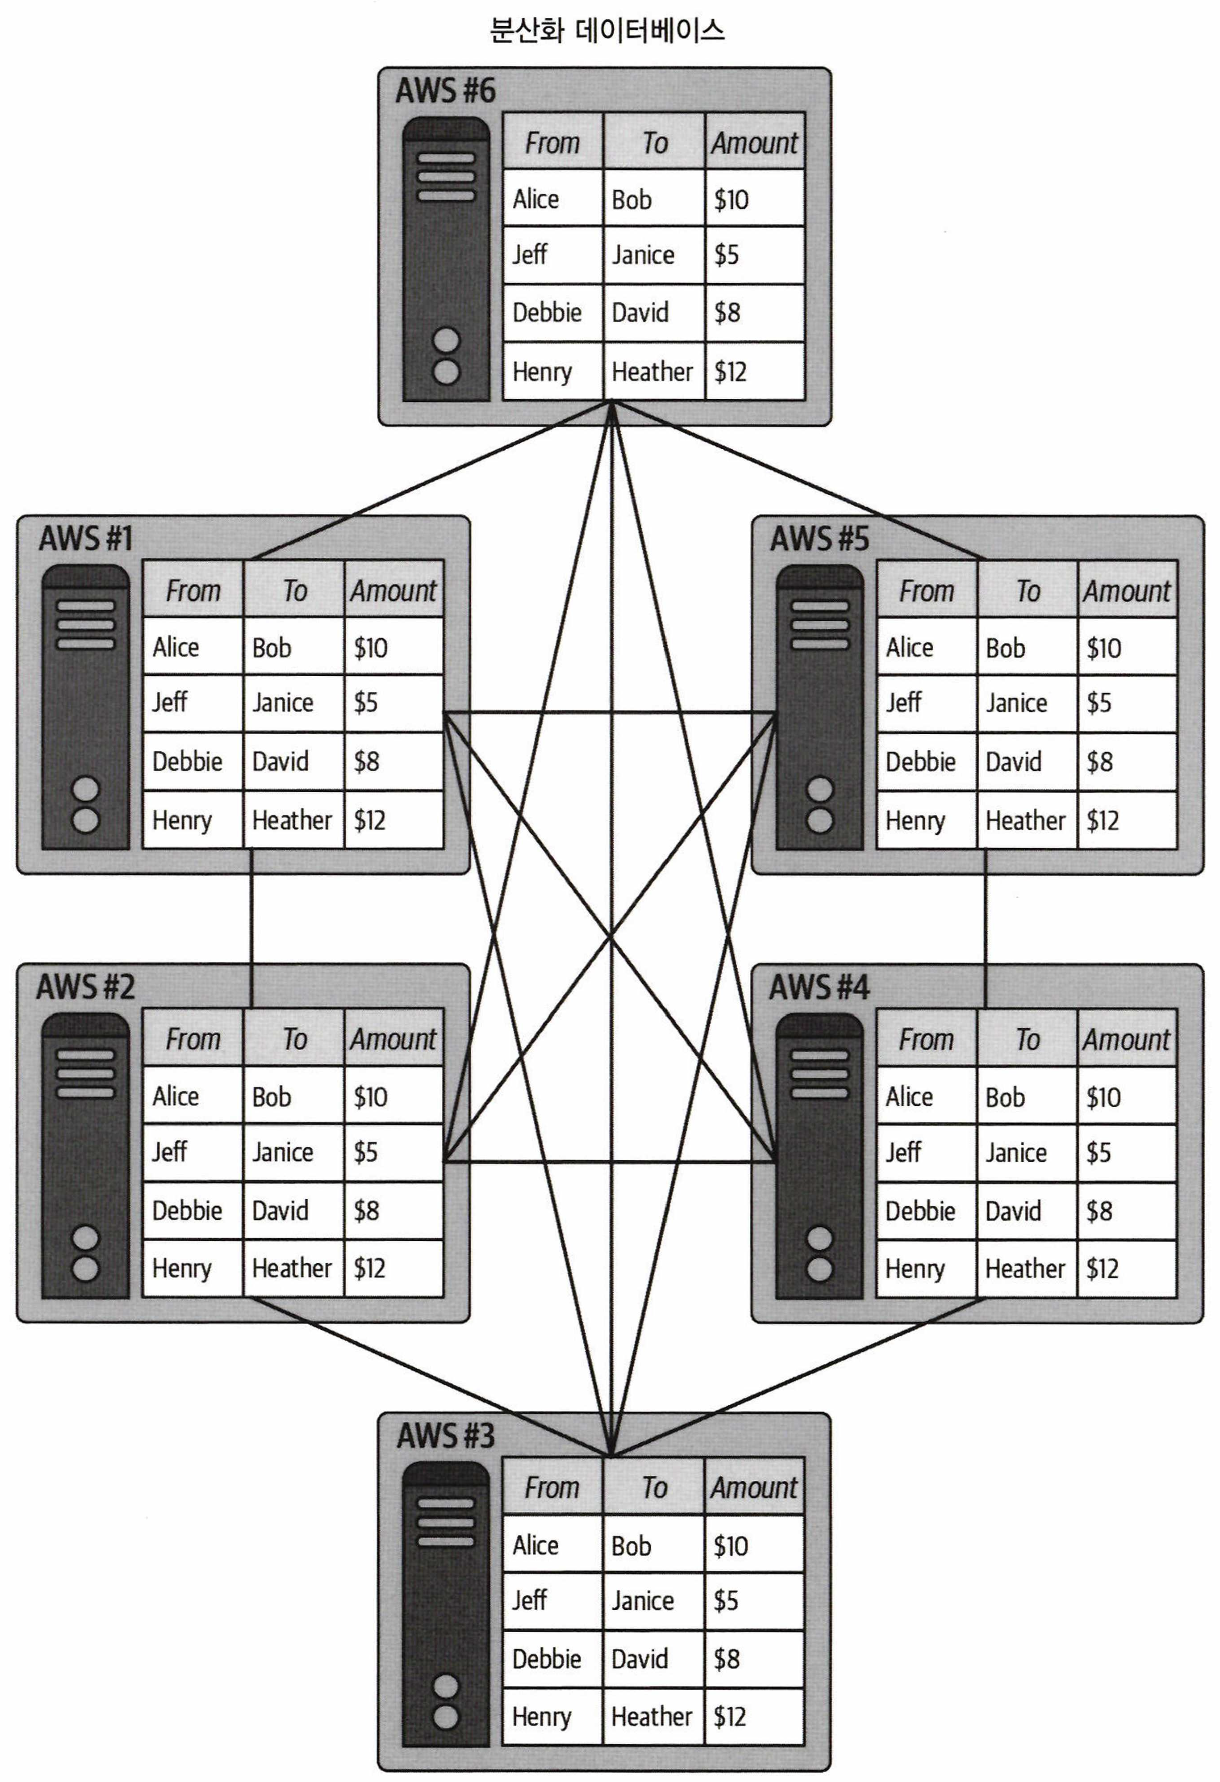 분산화 데이터베이스
AWS #6
From To Amount
Alice Bob $10
Jeff Janice $5
Debbie David $8
Henry Heather $12
AWS #1
From To Amount
Alice Bob $10
Jeff Janice $5
Debbie David $8
Henry Heather $12
AWS #5
From To Amount
Alice Bob $10
Jeff Janice $5
Debbie David $8
Henry Heather $12
AWS #2
From To Amount
Alice Bob $10
Jeff Janice $5
Debbie David $8
Henry Heather $12
AWS #4
From To Amount
Alice Bob $10
Jeff Janice $5
Debbie David $8
Henry Heather $12
AWS #3
From To Amount
Alice Bob $10
Jeff Janice $5
Debbie David $8
Henry Heather $12